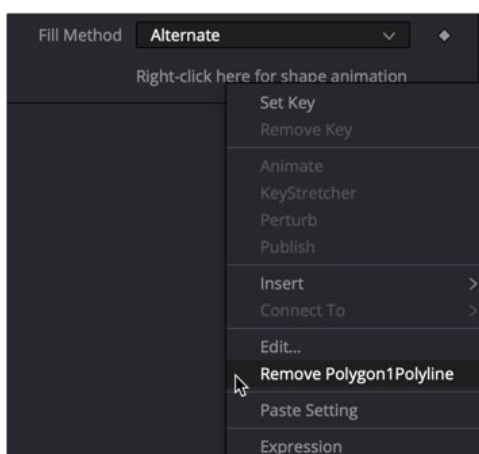 Fill Method Alternate
Right-click here for shape animation
Set Key
Remove Key
Animate
KeyStretcher
Perturb
Publish
Insert
Connect To
Edit...
Remove Polygon1Polyline
Paste Setting
Expression